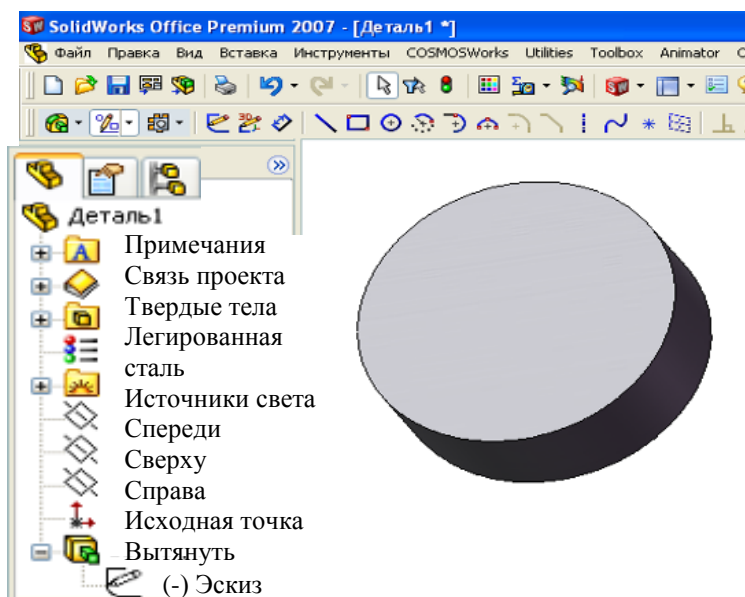 SolidWorks Office Premium 2007 - [Деталь1 *]
Файл Правка Вид Вставка Инструменты COSMOSWorks Utilities Toolbox Animator
Деталь1
Примечания
Связь проекта
Твердые тела
Легированная
сталь
Источники света
Спереди
Сверху
Справа
Исходная точка
Вытянуть
(-) Эскиз